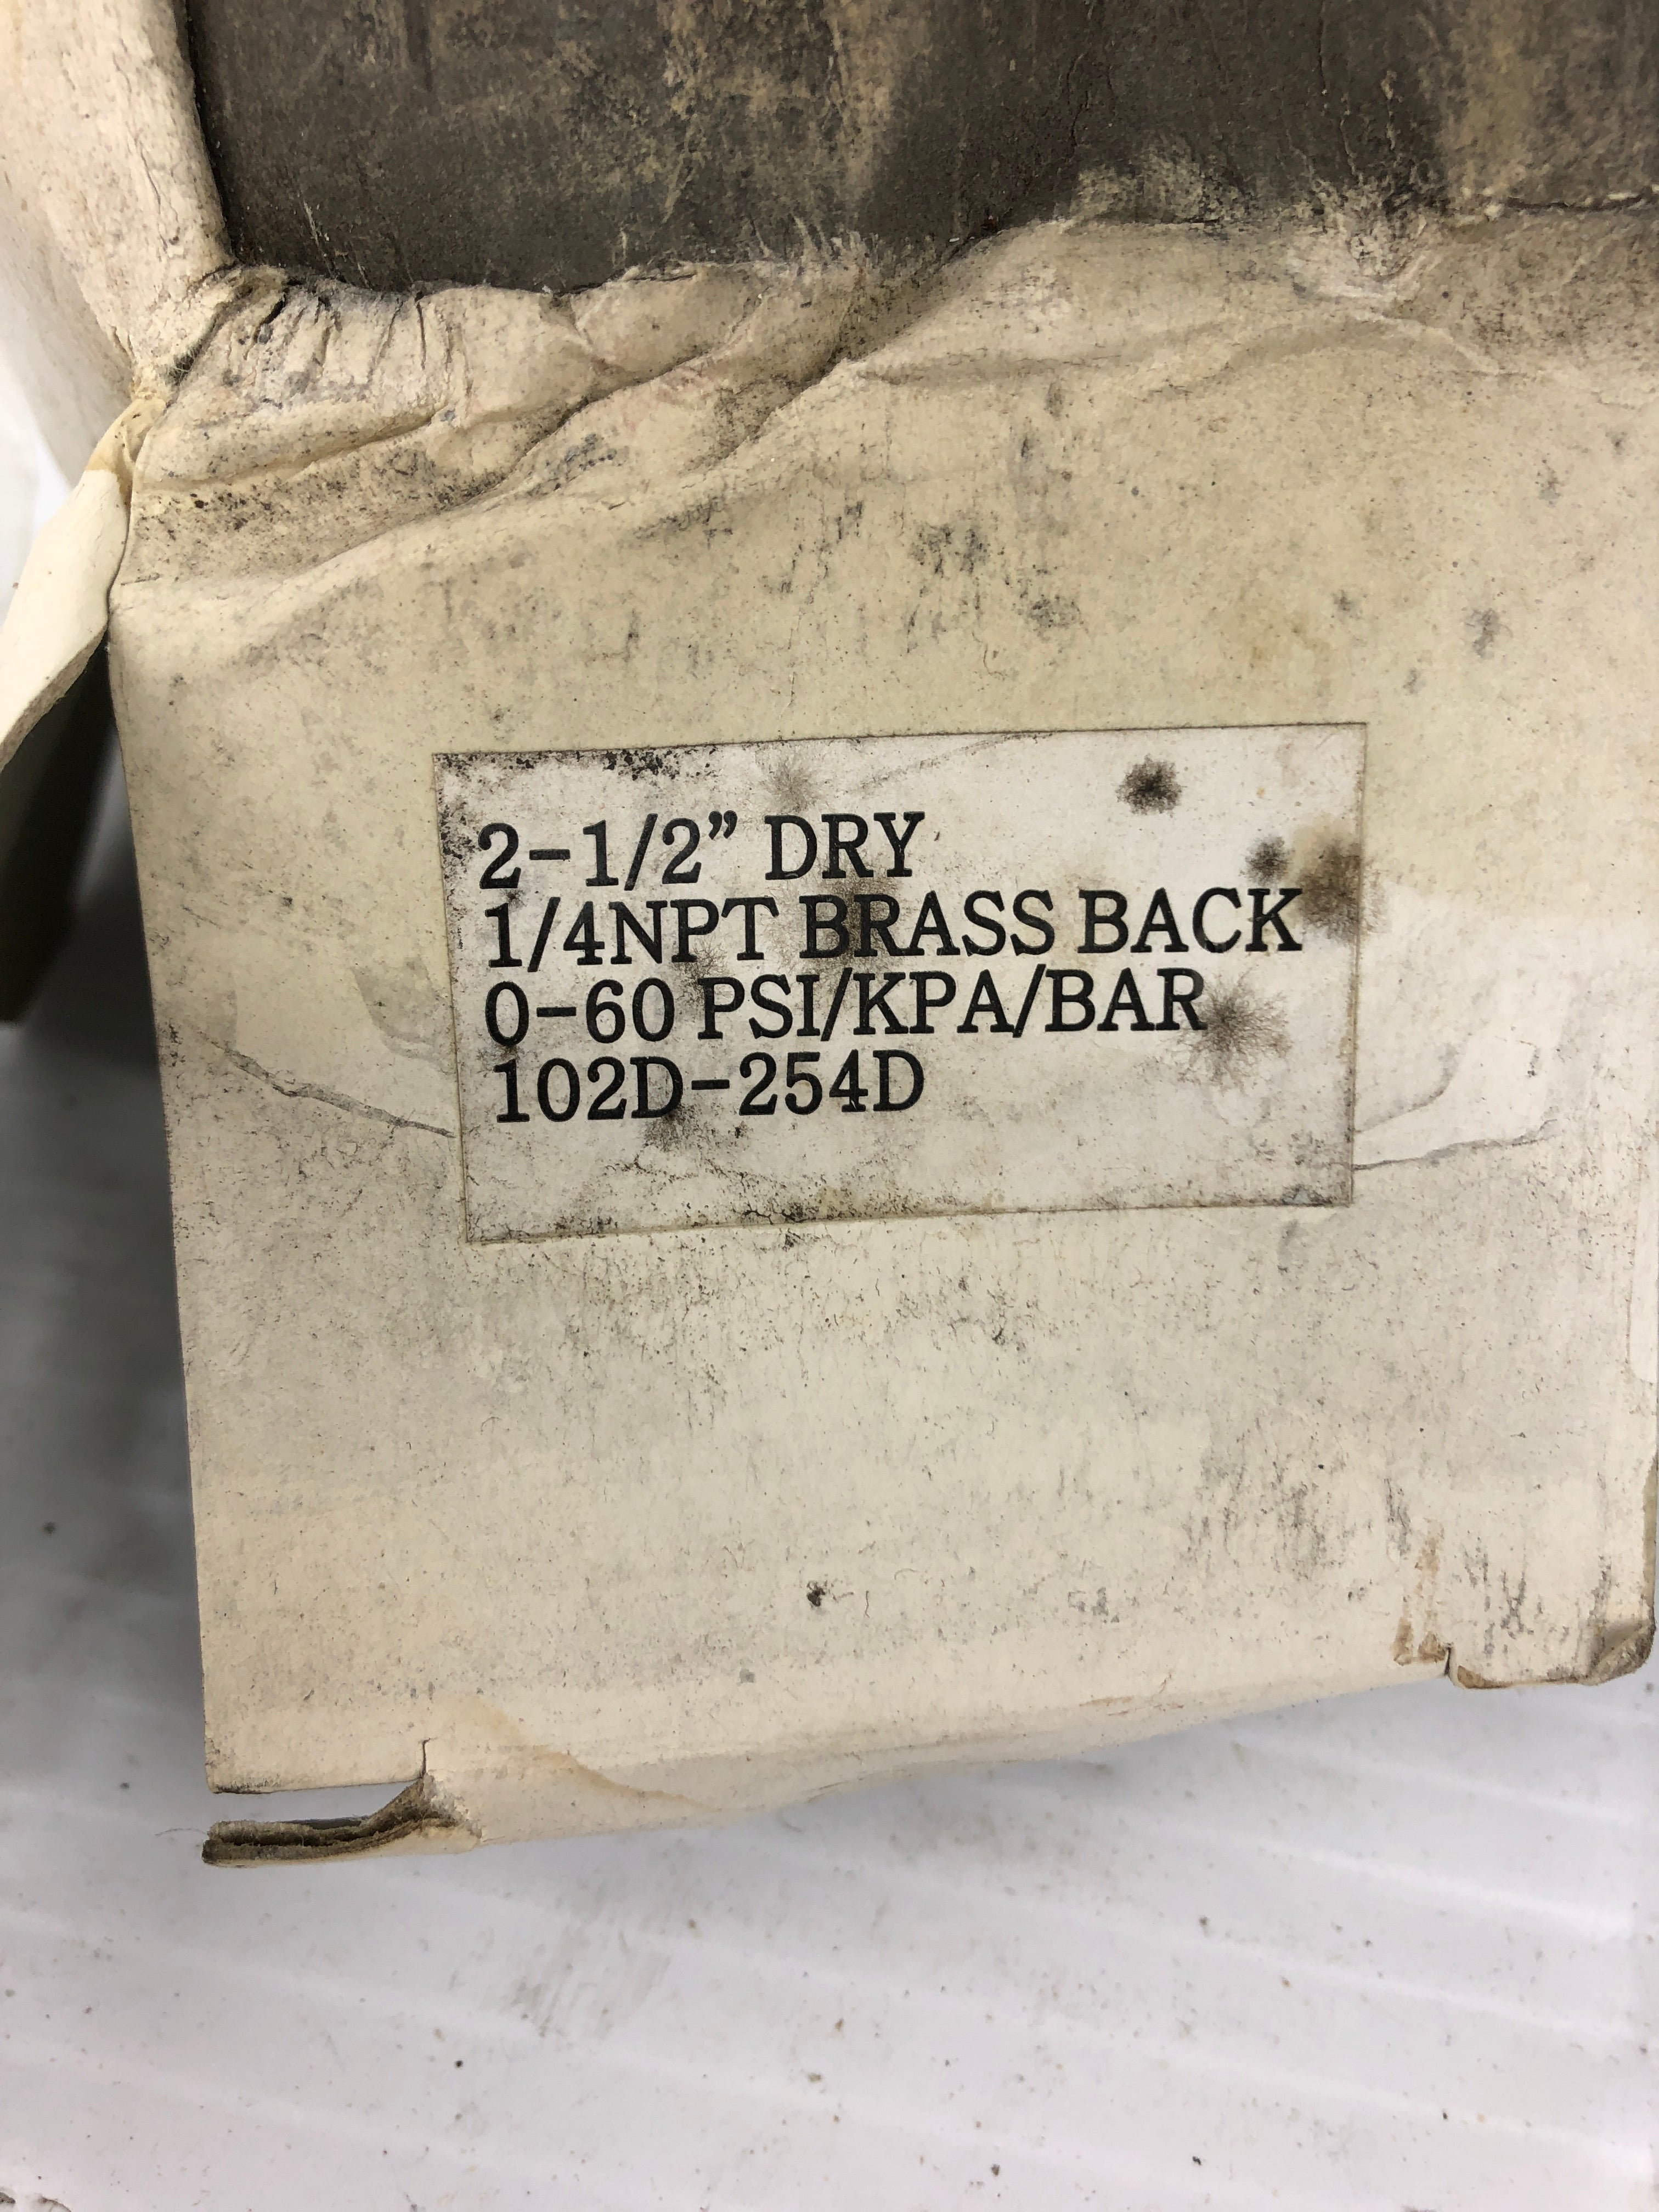 2-1/2” DRY
1/4NPT BRASS BACK
0-60 PSI/KPA/BAR
102D-254D